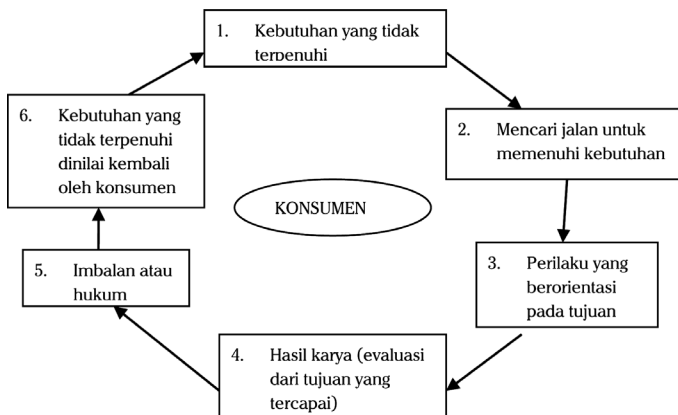 1. Kebutuhan yang tidak
terpenuhi
2. Mencari jalan untuk
memenuhi kebutuhan
3. Perilaku yang
berorientasi
pada tujuan
4. Hasil karya (evaluasi
dari tujuan yang
tercapai)
5. Imbalan atau
hukum
6. Kebutuhan yang
tidak terpenuhi
dinilai kembali
oleh konsumen
KONSUMEN